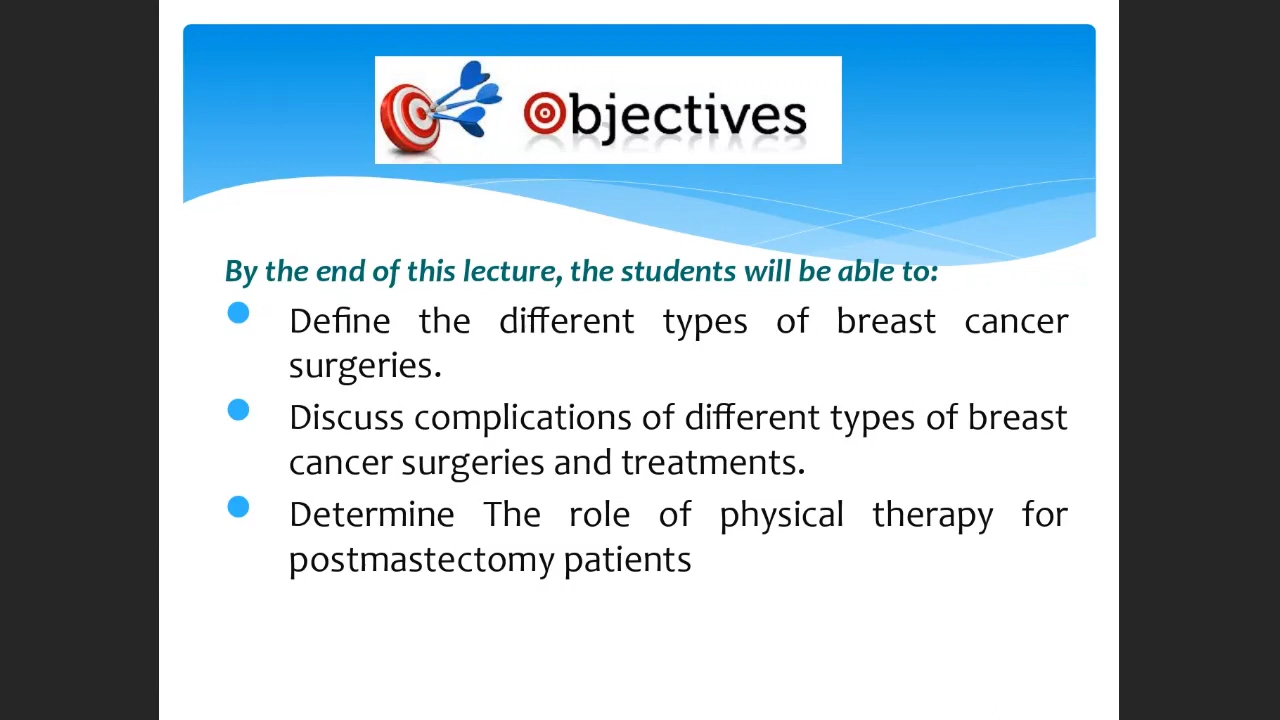 Objectives
By the end of this lecture, the students will be able to:
Define the different types of breast cancer
surgeries.
Discuss complications of different types of breast
cancer surgeries and treatments.
Determine The role of physical therapy for
postmastectomy patients